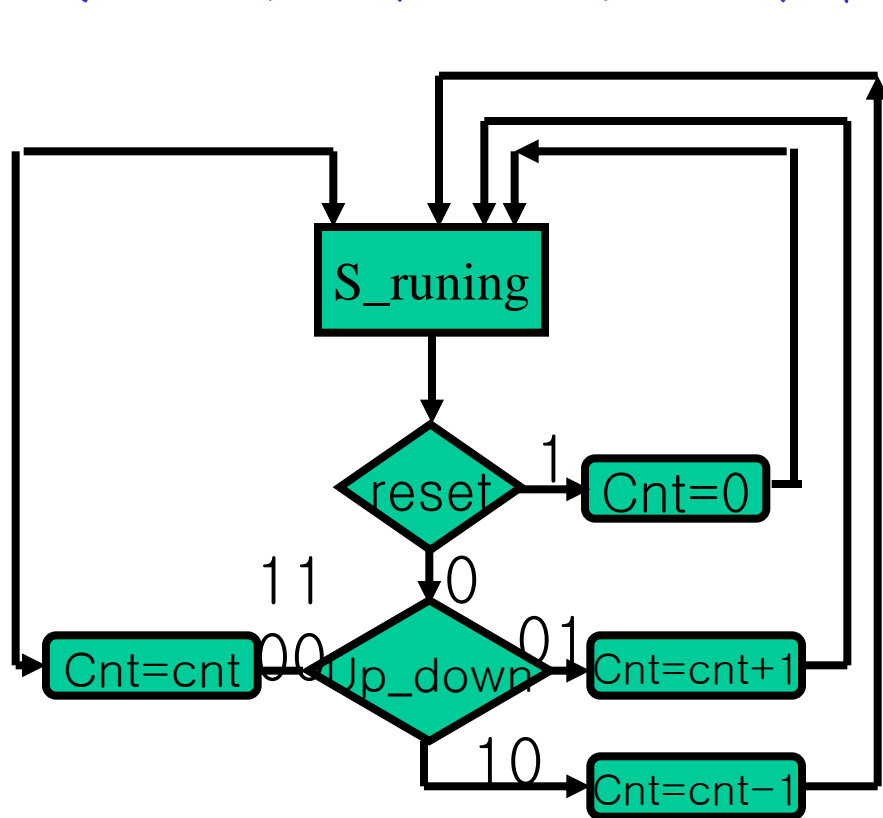 S_runing
reset
1
Cnt=0
0
11
00
Up_down
01
Cnt=cnt
Cnt=cnt+1
10
Cnt=cnt-1